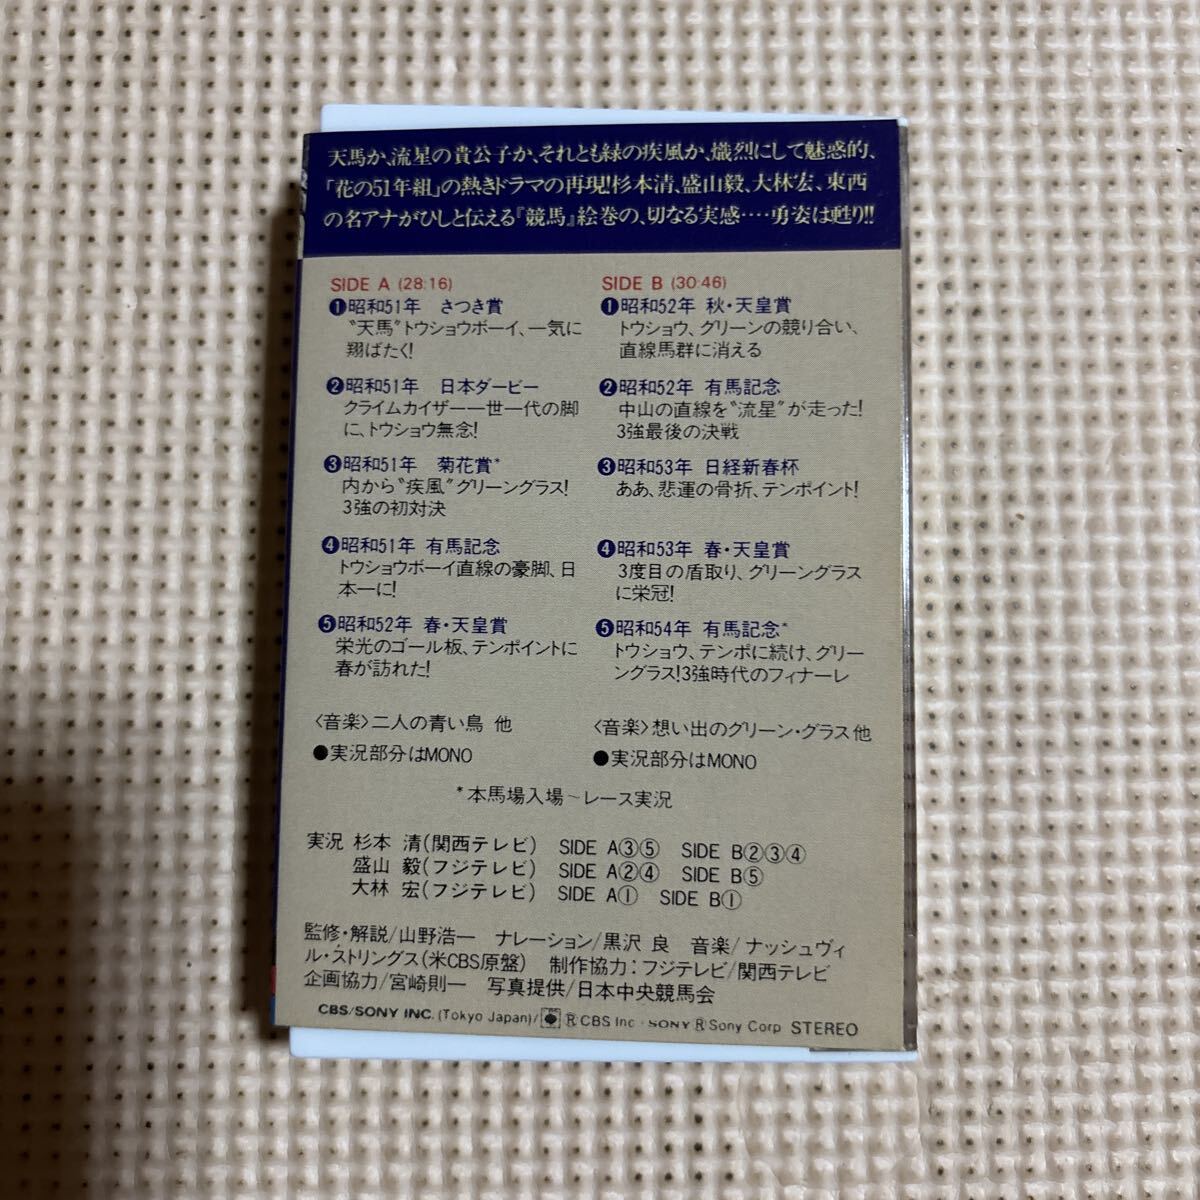 天馬か、流星の貴公子か、それとも緑の疾風か、熾烈にして魅惑的、
「花の51年組」の熱きドラマの再現!杉本清、盛山毅、大林宏、東西
の名アナがひしと伝える『競馬』絵巻の、切なる実感‥‥勇姿は甦り!!
SIDE A (28:16)
❶昭和51年 さつき賞
〝天馬〟トウショウボーイ、一気に
翔ばたく!
❷昭和51年 日本ダービー
クライムカイザー一世一代の脚
に、トウショウ無念!
❸昭和51年 菊花賞*
内から〝疾風〟グリーングラス!
3強の初対決
❹昭和51年 有馬記念
トウショウボーイ直線の豪脚、日
本一に!
❺昭和52年 春・天皇賞
栄光のゴール板、テンポイントに
春が訪れた!
〈音楽〉二人の青い鳥 他
●実況部分はMONO
SIDE B (30:46)
❶昭和52年 秋・天皇賞
トウショウ、グリーンの競り合い、
直線馬群に消える
❷昭和52年 有馬記念
中山の直線を〝流星〟が走った!
3強最後の決戦
❸昭和53年 日経新春杯
ああ、悲運の骨折、テンポイント!
❹昭和53年 春・天皇賞
3度目の盾取り、グリーングラス
に栄冠!
❺昭和54年 有馬記念*
トウショウ、テンポに続け、グリー
ングラス!3強時代のフィナーレ
〈音楽〉想い出のグリーン・グラス他
●実況部分はMONO
*本馬場入場〜レース実況
実況 杉本 清(関西テレビ) SIDE A③⑤ SIDE B②③④
盛山 毅(フジテレビ) SIDE A②④ SIDE B⑤
大林 宏(フジテレビ) SIDE A① SIDE B①
監修・解説/山野浩一 ナレーション/黒沢 良 音楽/ナッシュヴィ
ル・ストリングス(米CBS原盤) 制作協力:フジテレビ/関西テレビ
企画協力/宮崎則一 写真提供/日本中央競馬会
CBS/SONY INC. (Tokyo Japan)/ ⓇCBS Inc・SONY ⓇSony Corp STEREO